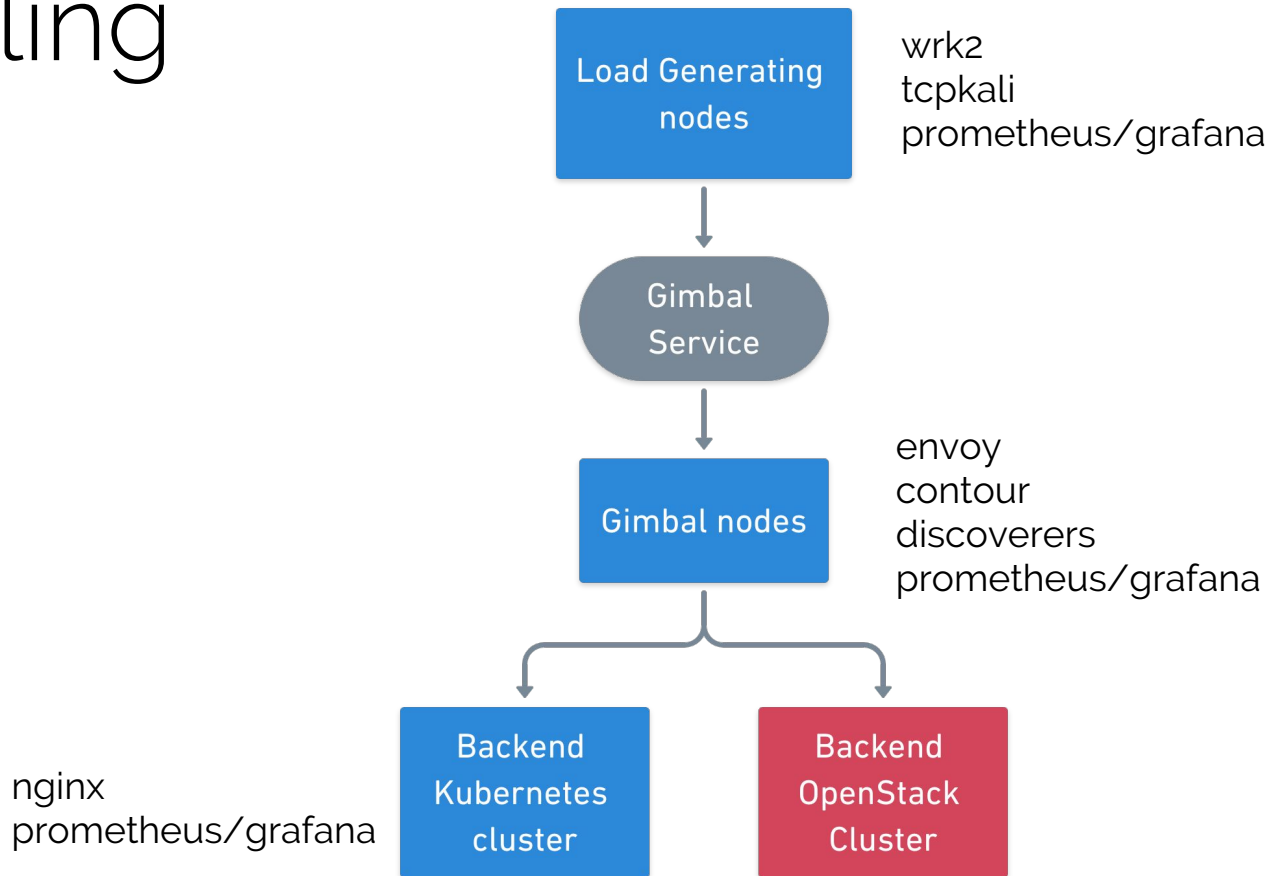 ling
Load Generating
nodes
wrk2
tcpkali
prometheus/grafana
Gimbal
Service
Gimbal nodes
envoy
contour
discoverers
prometheus/grafana
nginx
prometheus/grafana
Backend
Kubernetes
cluster
Backend
OpenStack
Cluster